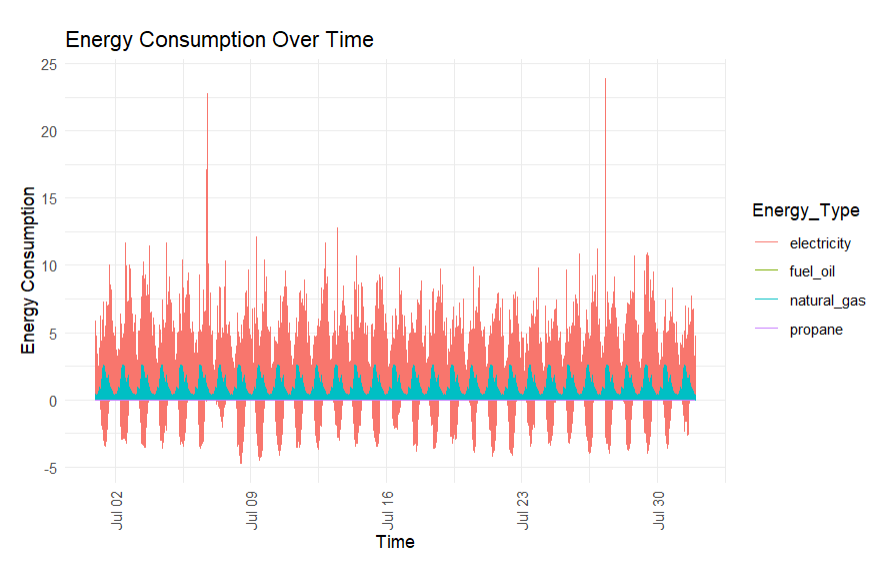 Energy Consumption Over Time
Energy Consumption
25
20
15
10
5
0
-5
Jul 02
Jul 09
Jul 16
Jul 23
Jul 30
Time
Energy_Type
electricity
fuel_oil
natural_gas
propane